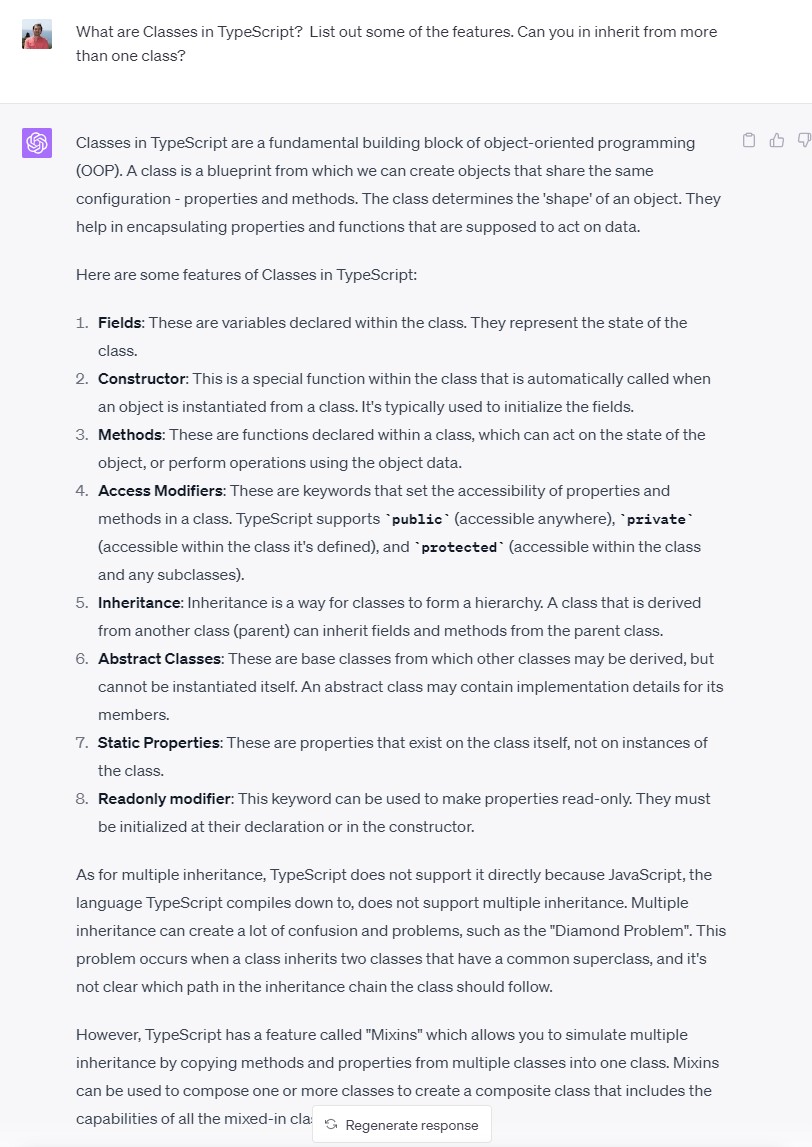 What are Classes in TypeScript?  List out some of the features. Can you in inherit from more
than one class?
Classes in TypeScript are a fundamental building block of object-oriented programming
(OOP). A class is a blueprint from which we can create objects that share the same
configuration - properties and methods. The class determines the 'shape' of an object. They
help in encapsulating properties and functions that are supposed to act on data.
Here are some features of Classes in TypeScript:
1. Fields: These are variables declared within the class. They represent the state of the
class.
2. Constructor: This is a special function within the class that is automatically called when
an object is instantiated from a class. It's typically used to initialize the fields.
3. Methods: These are functions declared within a class, which can act on the state of the
object, or perform operations using the object data.
4. Access Modifiers: These are keywords that set the accessibility of properties and
methods in a class. TypeScript supports `public` (accessible anywhere), `private`
(accessible within the class it's defined), and `protected` (accessible within the class
and any subclasses).
5. Inheritance: Inheritance is a way for classes to form a hierarchy. A class that is derived
from another class (parent) can inherit fields and methods from the parent class.
6. Abstract Classes: These are base classes from which other classes may be derived, but
cannot be instantiated itself. An abstract class may contain implementation details for its
members.
7. Static Properties: These are properties that exist on the class itself, not on instances of
the class.
8. Readonly modifier: This keyword can be used to make properties read-only. They must
be initialized at their declaration or in the constructor.
As for multiple inheritance, TypeScript does not support it directly because JavaScript, the
language TypeScript compiles down to, does not support multiple inheritance. Multiple
inheritance can create a lot of confusion and problems, such as the "Diamond Problem". This
problem occurs when a class inherits two classes that have a common superclass, and it's
not clear which path in the inheritance chain the class should follow.
However, TypeScript has a feature called "Mixins" which allows you to simulate multiple
inheritance by copying methods and properties from multiple classes into one class. Mixins
can be used to compose one or more classes to create a composite class that includes the
capabilities of all the mixed-in
Regenerate response